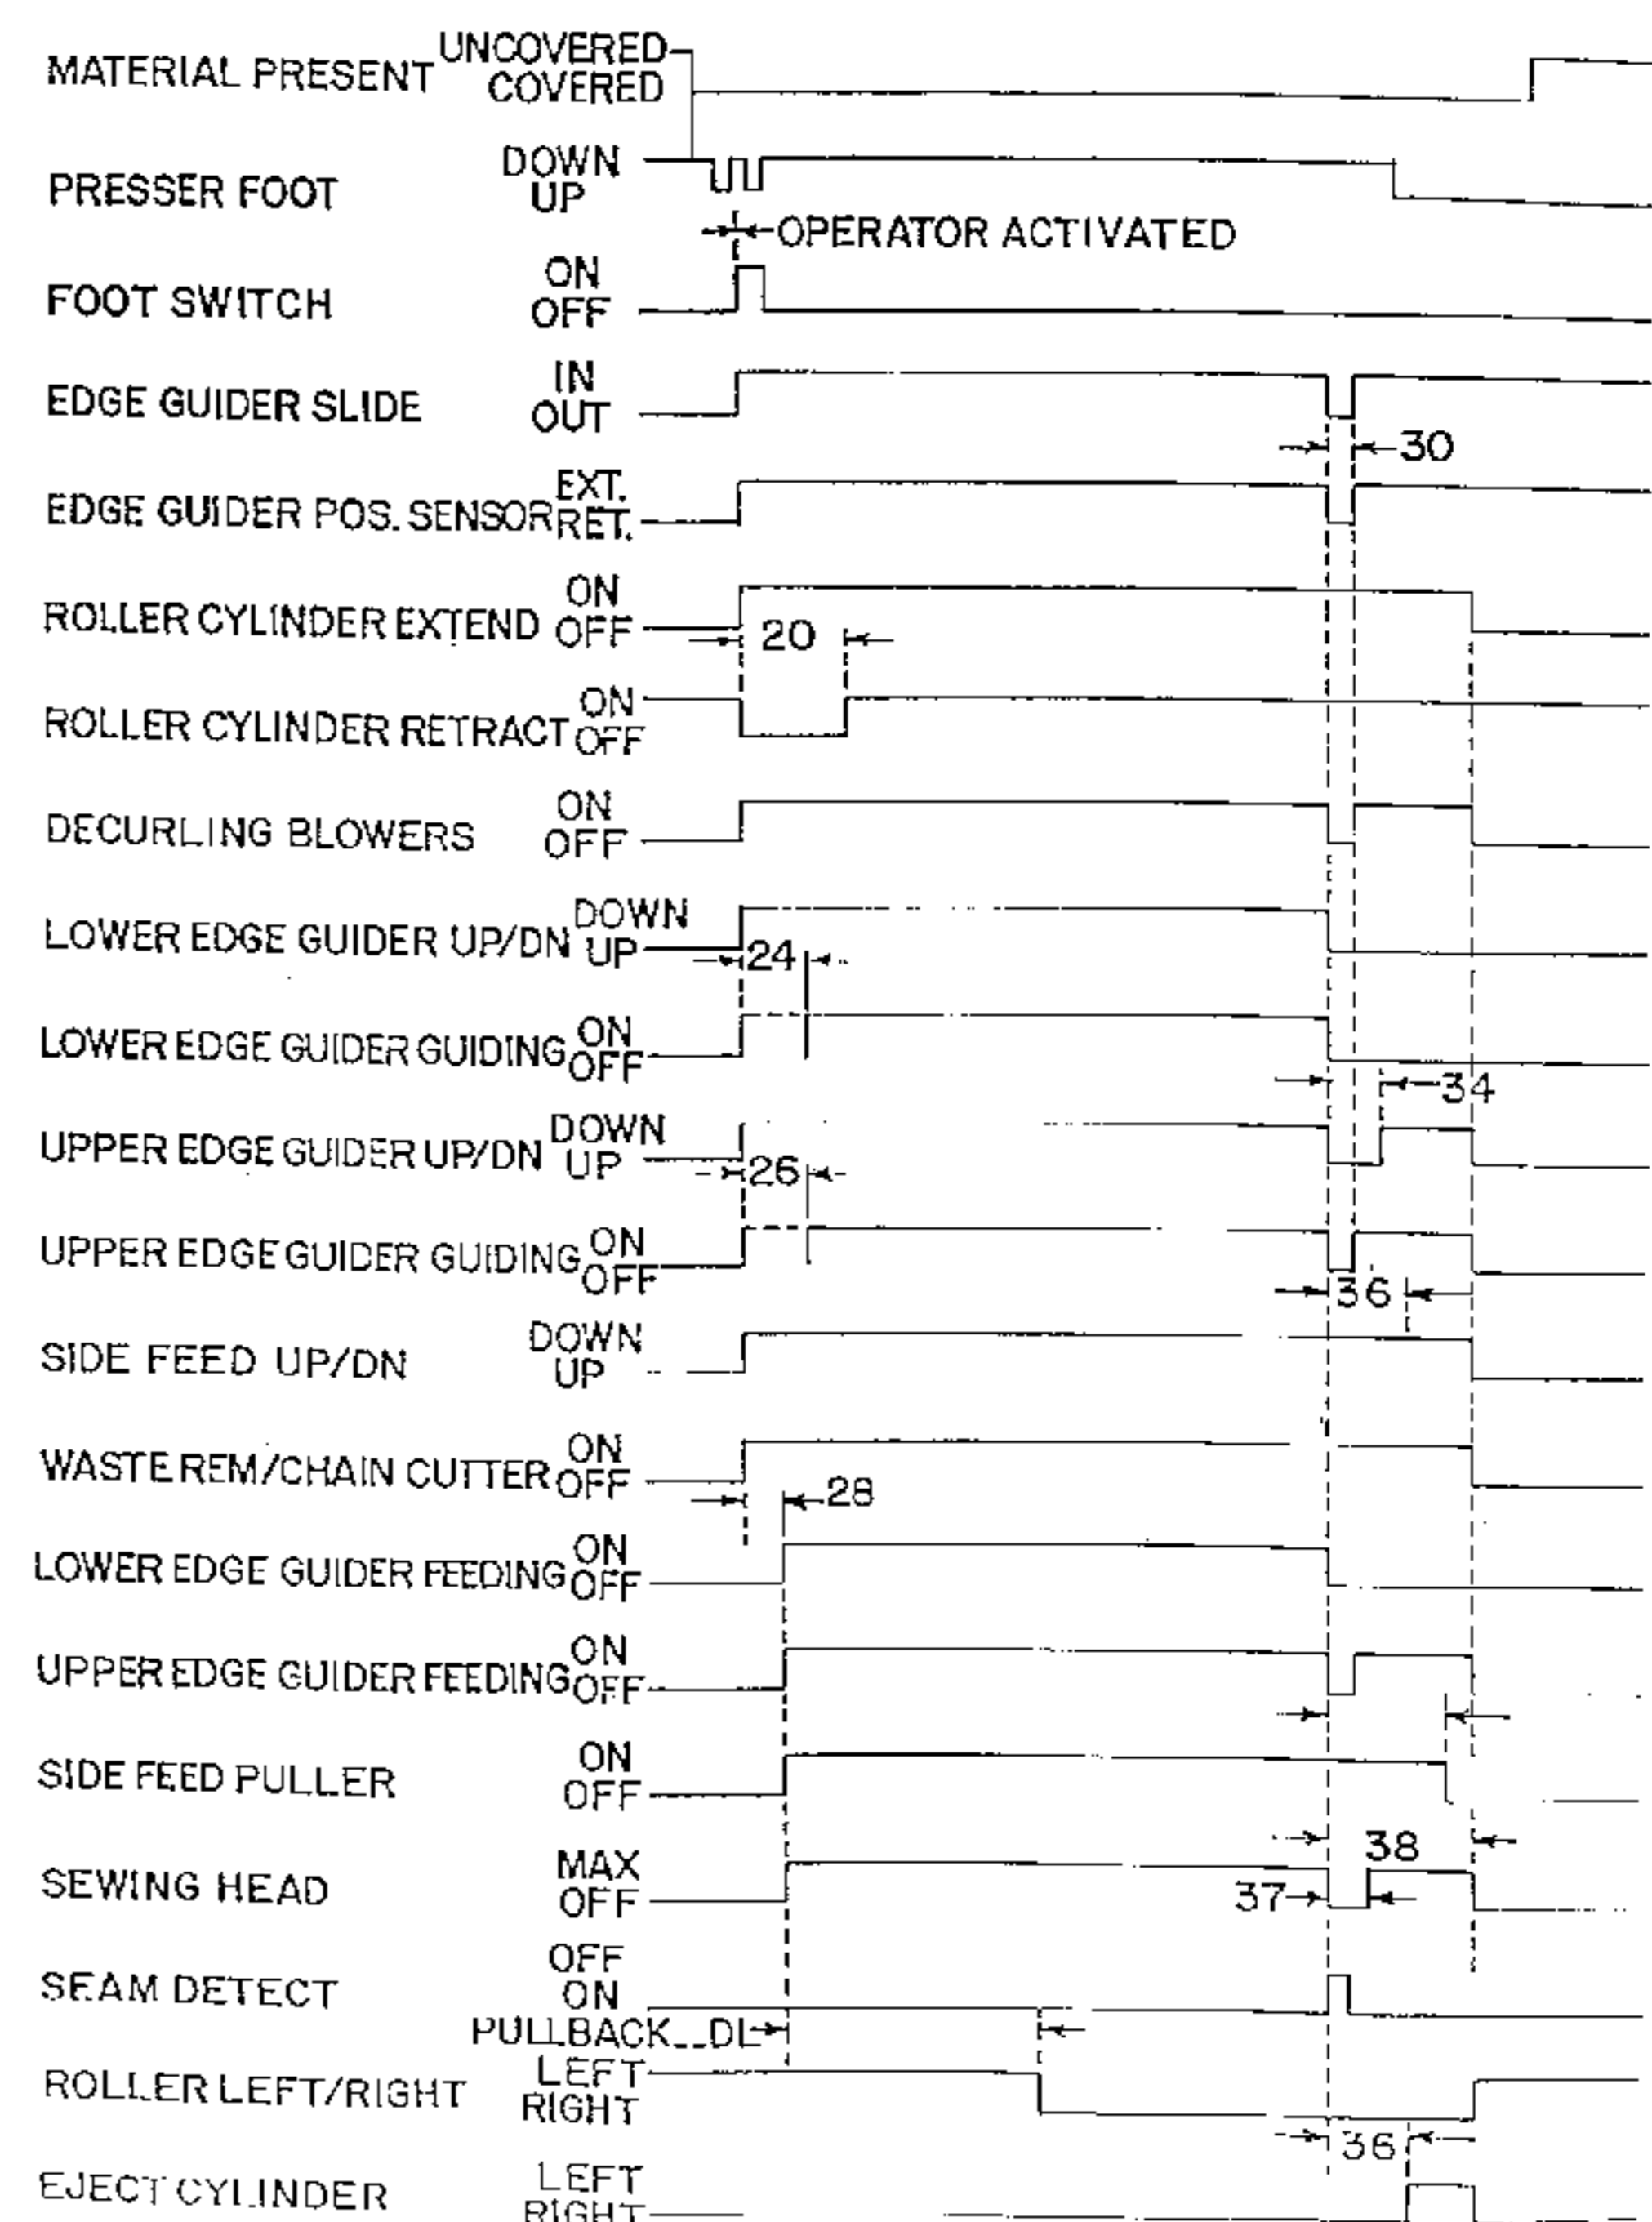 MATERIAL PRESENT UNCOVERED
COVERED
PRESSER FOOT DOWN
UP
OPERATOR ACTIVATED
FOOT SWITCH ON
OFF
EDGE GUIDER SLIDE IN
OUT
30
EDGE GUIDER POS. SENSOR EXT.
RET.
ROLLER CYLINDER EXTEND ON
OFF
20
ROLLER CYLINDER RETRACT ON
OFF
DECURLING BLOWERS ON
OFF
LOWER EDGE GUIDER UP/DN DOWN
UP
24
LOWER EDGE GUIDER GUIDING ON
OFF
34
UPPER EDGE GUIDER UP/DN DOWN
UP
26
UPPER EDGE GUIDER GUIDING ON
OFF
36
SIDE FEED UP/DN DOWN
UP
WASTE REM/CHAIN CUTTER ON
OFF
28
LOWER EDGE GUIDER FEEDING ON
OFF
UPPER EDGE GUIDER FEEDING ON
OFF
SIDE FEED PULLER ON
OFF
38
SEWING HEAD MAX
OFF
37
SEAM DETECT OFF
ON
PULLBACK__DL
ROLLER LEFT/RIGHT LEFT
RIGHT
36
EJECT CYLINDER LEFT
RIGHT